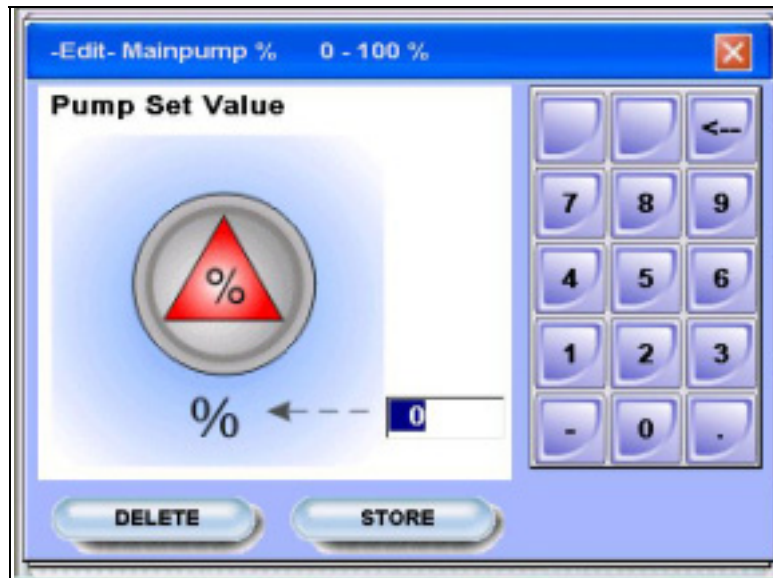 -Edit- Mainpump % 0 - 100 %
Pump Set Value
<--
7 8 9
%
4 5 6
1 2 3
% 0
- 0 .
DELETE STORE